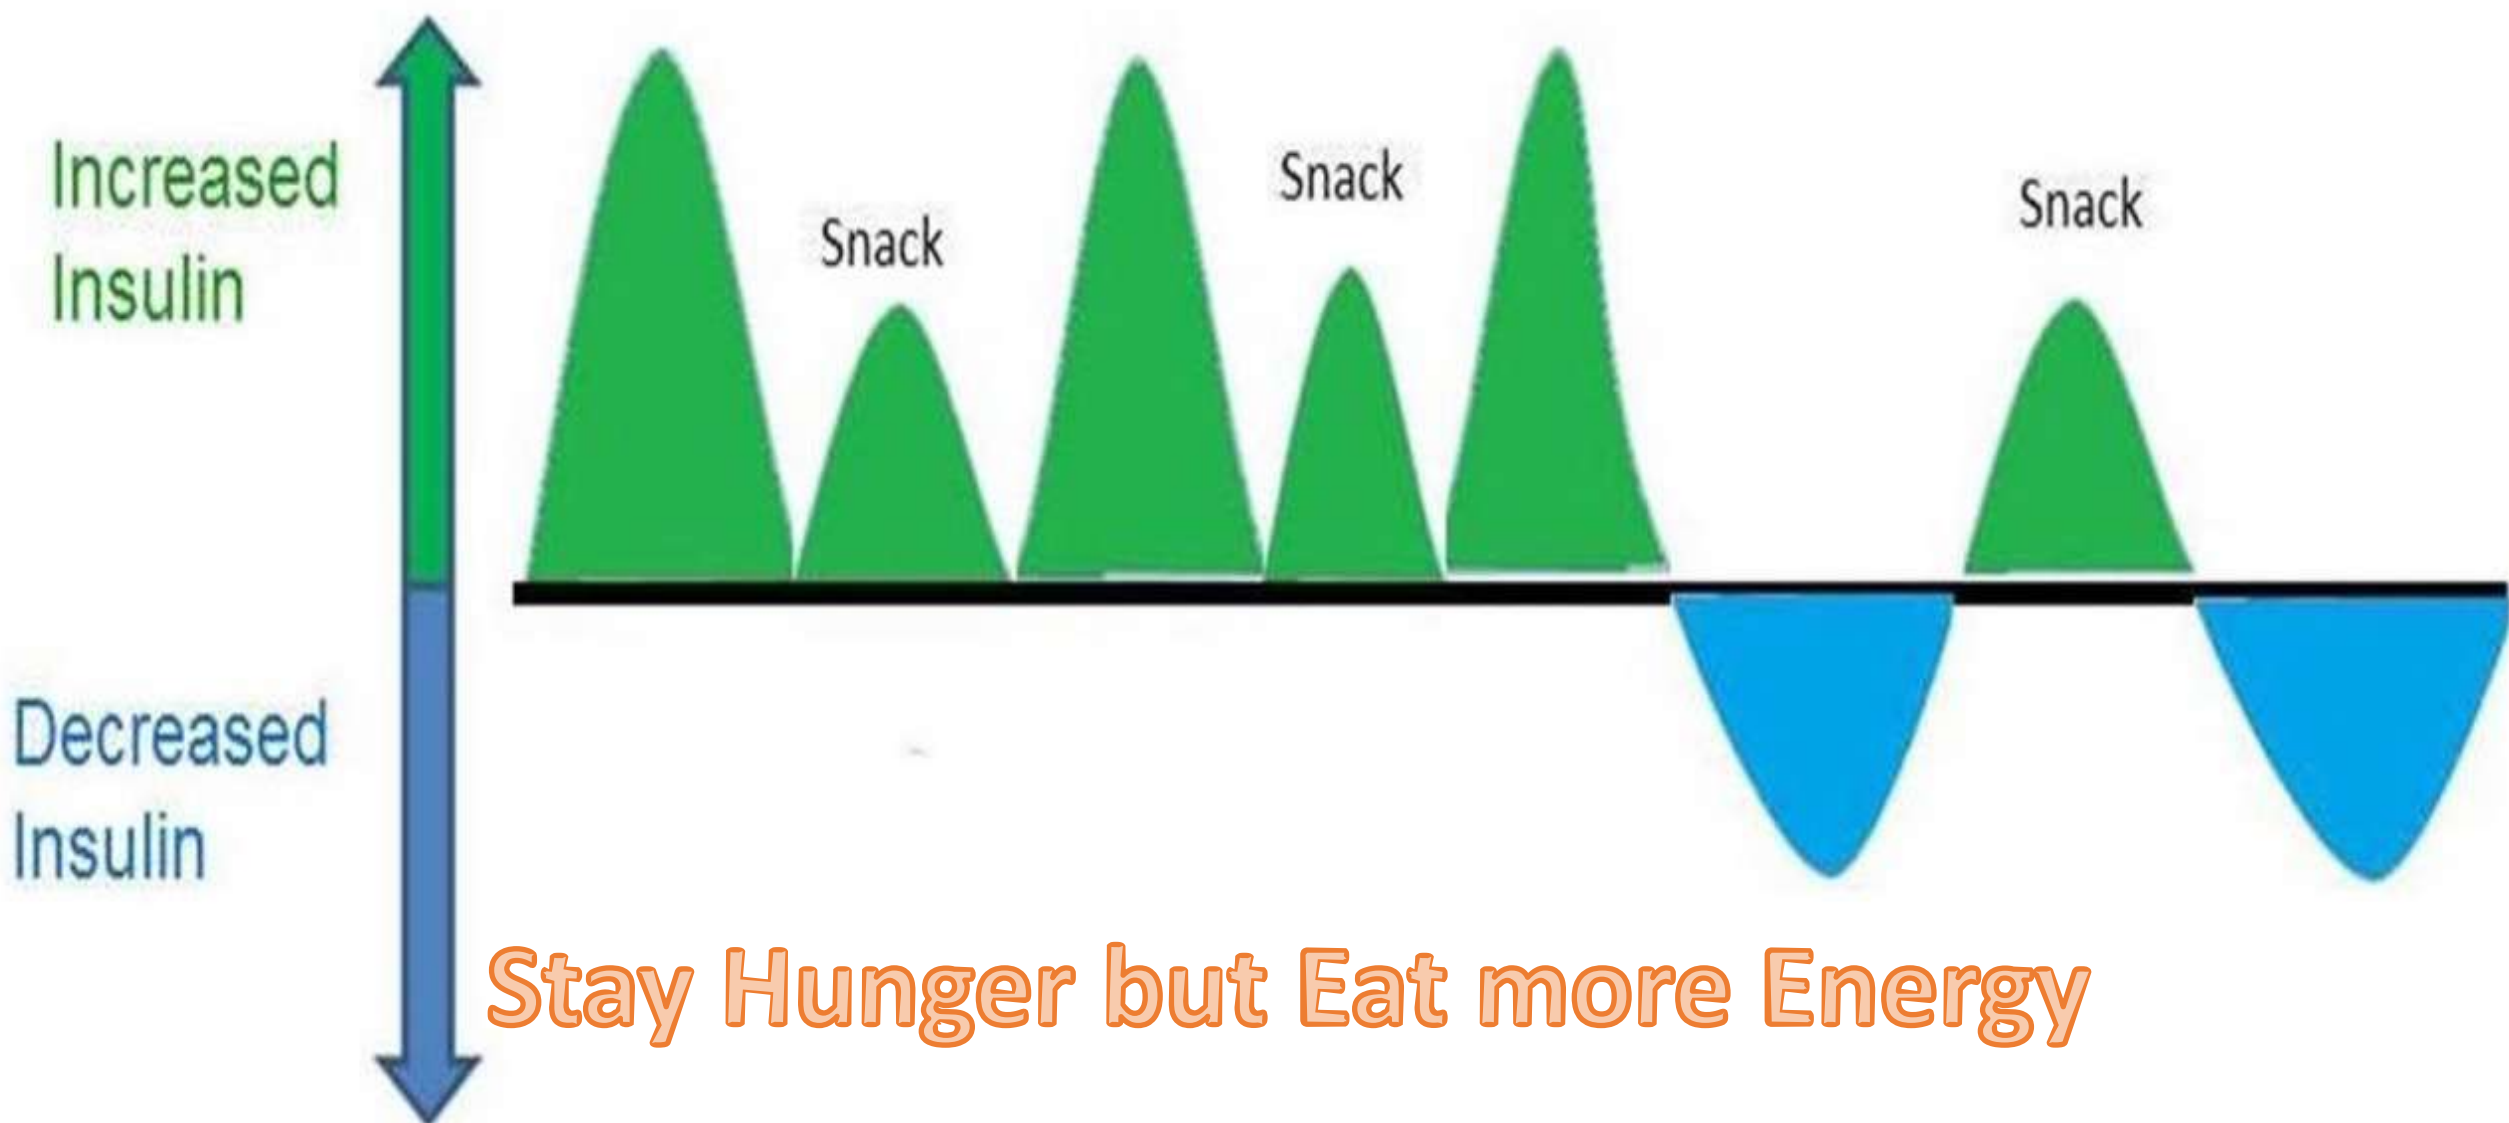 Increased
Insulin
Snack
Snack
Snack
Decreased
Insulin
Stay Hunger but Eat more Energy